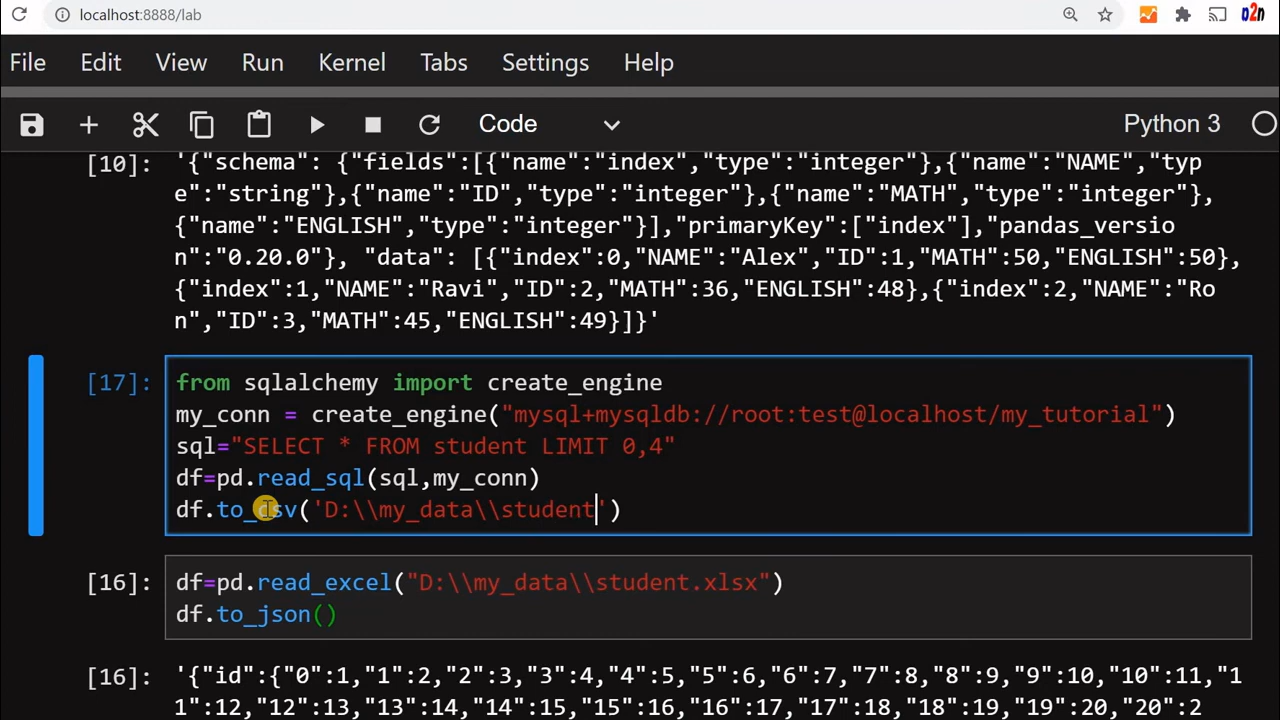 localhost:8888/lab
D2n
File Edit View Run Kernel Tabs Settings Help
Code Python 3
[10]: '{"schema": {"fields":[{"name":"index","type":"integer"},{"name":"NAME","typ
e":"string"},{"name":"ID","type":"integer"},{"name":"MATH","type":"integer"},
{"name":"ENGLISH","type":"integer"}],"primaryKey":["index"],"pandas_versio
n":"0.20.0"}, "data": [{"index":0,"NAME":"Alex","ID":1,"MATH":50,"ENGLISH":50},
{"index":1,"NAME":"Ravi","ID":2,"MATH":36,"ENGLISH":48},{"index":2,"NAME":"Ro
n","ID":3,"MATH":45,"ENGLISH":49}]}'
[17]: from sqlalchemy import create_engine
my_conn = create_engine("mysql+mysqldb://root:test@localhost/my_tutorial")
sql="SELECT * FROM student LIMIT 0,4"
df=pd.read_sql(sql,my_conn)
df.to_csv('D:\\my_data\\student')
[16]: df=pd.read_excel("D:\\my_data\\student.xlsx")
df.to_json()
[16]: '{"id":{"0":1,"1":2,"2":3,"3":4,"4":5,"5":6,"6":7,"7":8,"8":9,"9":10,"10":11,"11
":12,"12":13,"13":14,"14":15,"15":16,"16":17,"17":18,"18":19,"19":20,"20":2